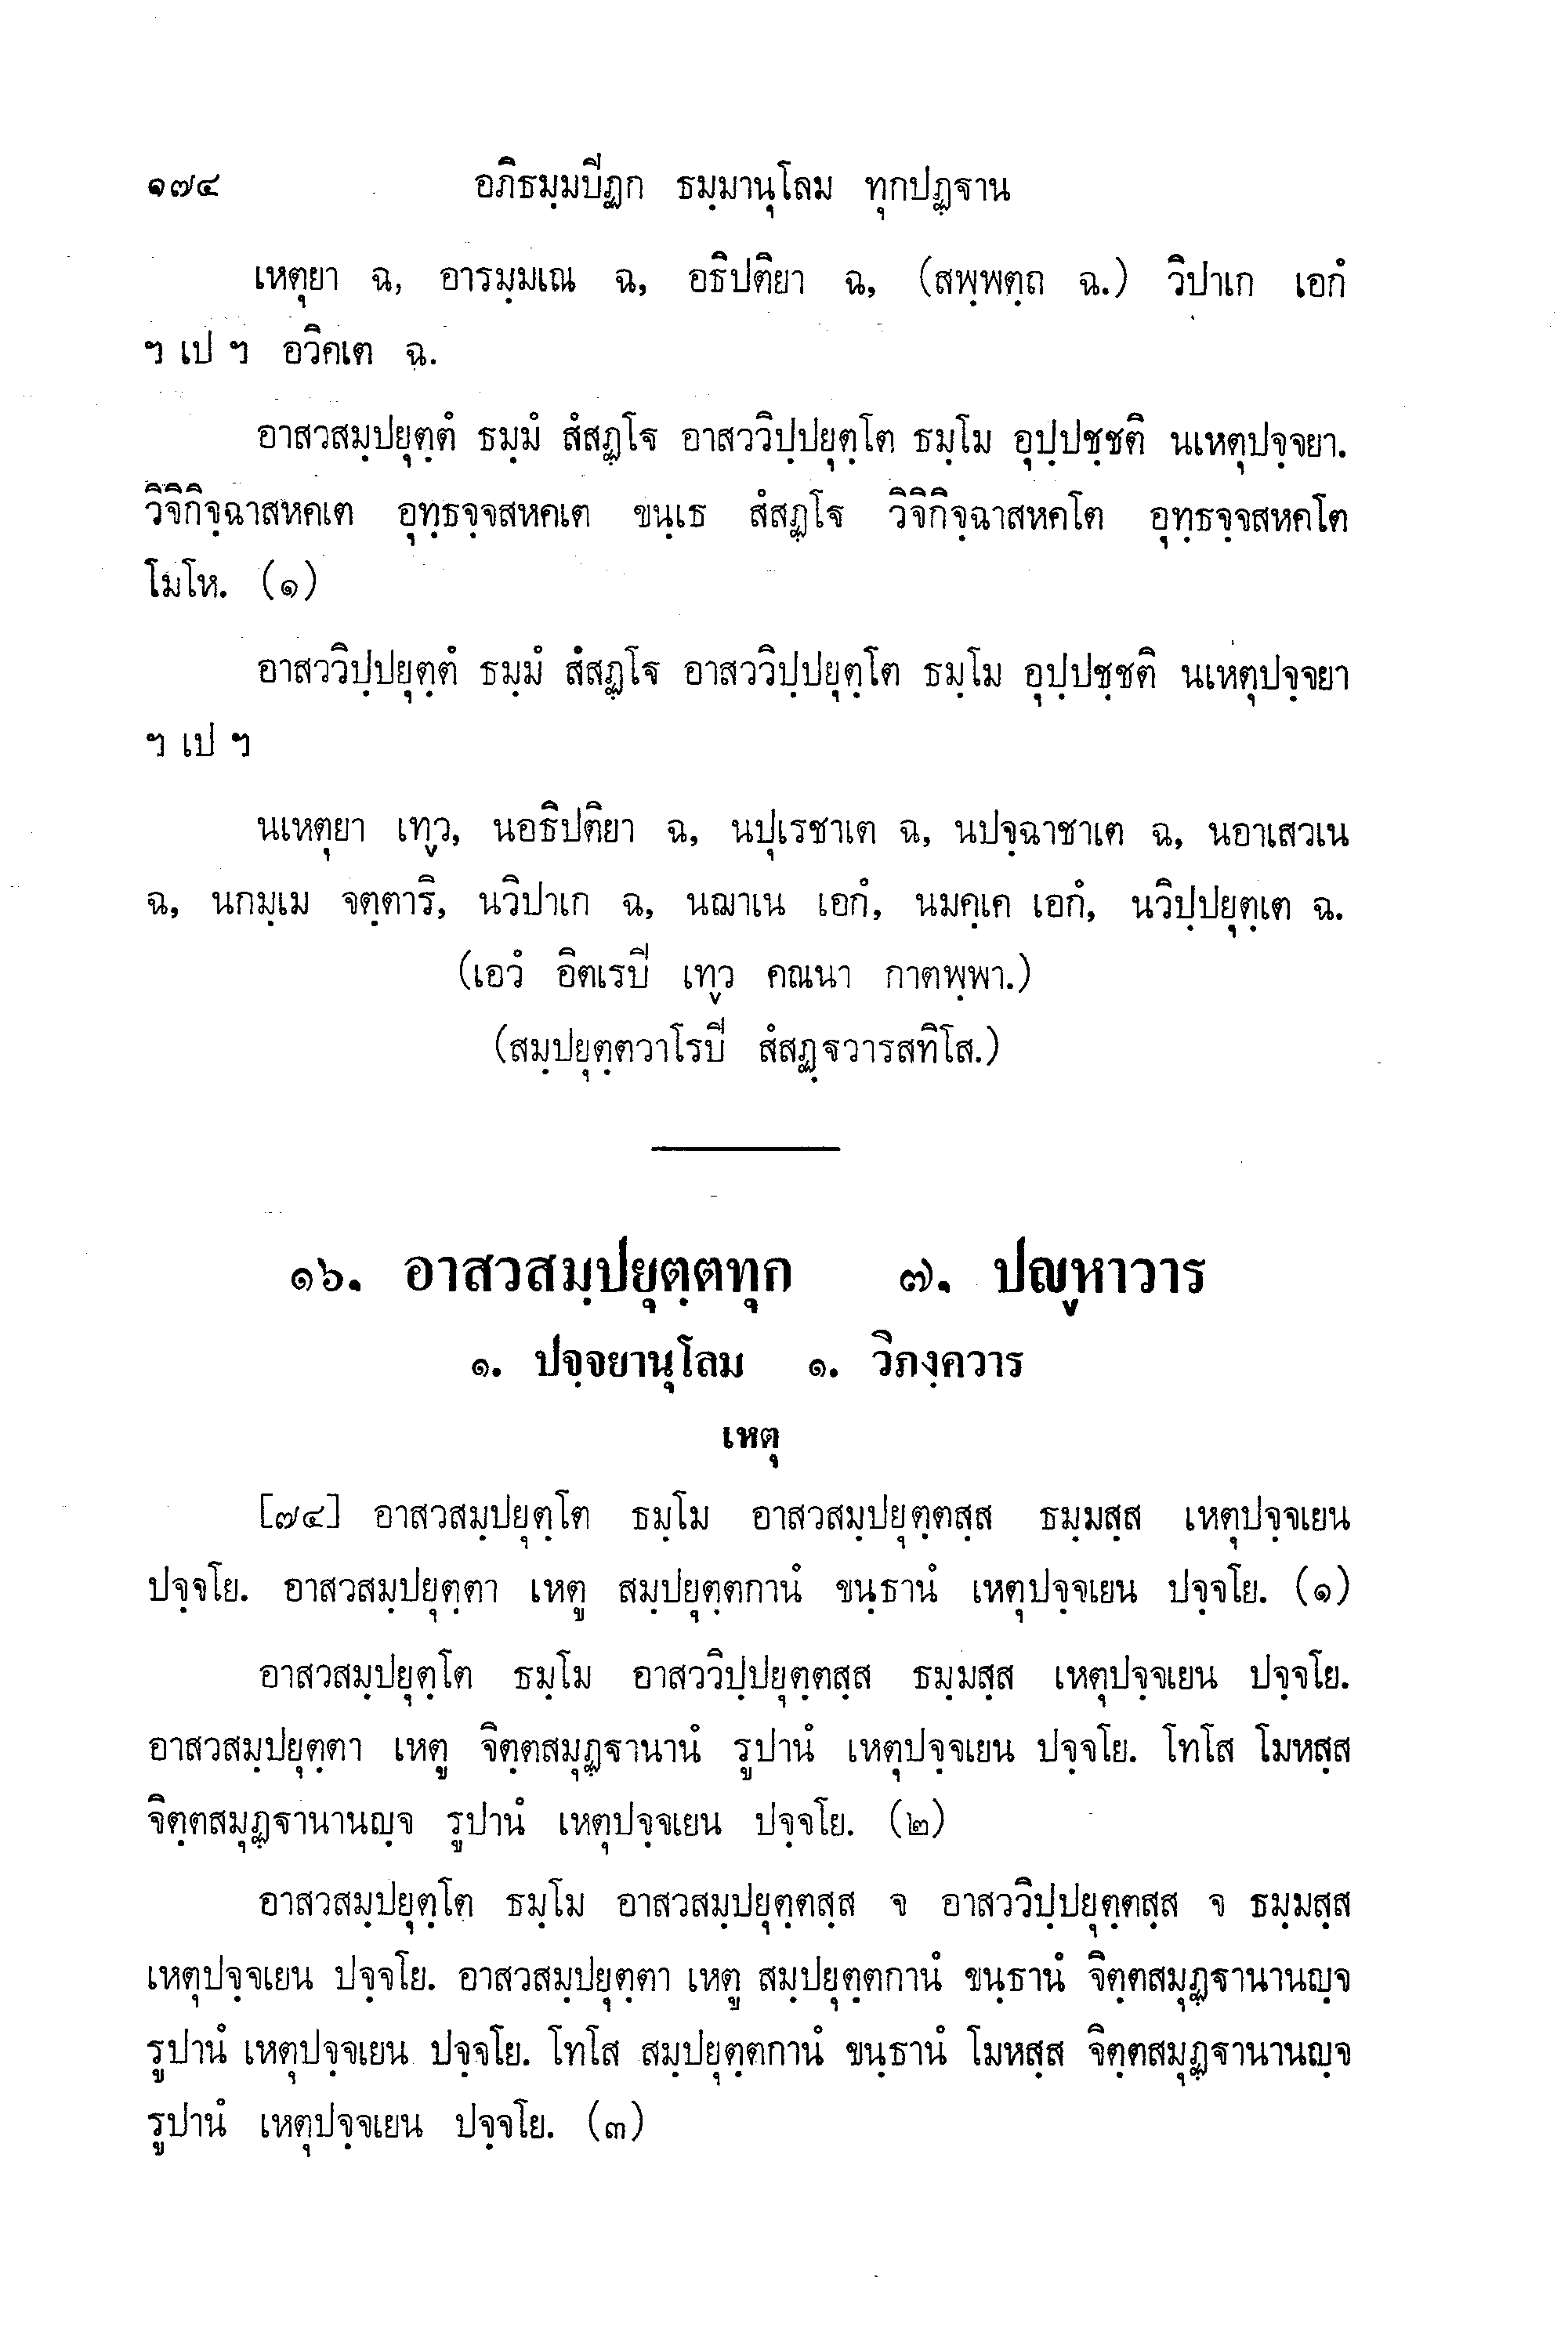 ๑๗๔ อภิธมฺมปิฏก ธมฺมานุโลม ทุกปฏฺฐาน
เหตุยา ฉ, อารมฺมเณ ฉ, อธิปติยา ฉ, (สพฺพตฺถ ฉ.) วิปาเก เอกํ
ฯ เป ฯ อวิคเต ฉ.
อาสวสมฺปยุตฺตํ ธมฺมํ สํสฏฺโฐ อาสววิปฺปยุตฺโต ธมฺโม อุปฺปชฺชติ นเหตุปจฺจยา.
วิจิกิจฺฉาสหคเต อุทฺธจฺจสหคเต ขนฺเธ สํสฏฺโฐ วิจิกิจฺฉาสหคโต อุทฺธจฺจสหคโต
โมโห. (๑)
อาสววิปฺปยุตฺตํ ธมฺมํ สํสฏฺโฐ อาสววิปฺปยุตฺโต ธมฺโม อุปฺปชฺชติ นเหตุปจฺจยา
ฯ เป ฯ
นเหตุยา เทฺว, นอธิปติยา ฉ, นปุเรชาเต ฉ, นปจฺฉาชาเต ฉ, นอาเสวเน
ฉ, นกมฺเม จตฺตาริ, นวิปาเก ฉ, นฌาเน เอกํ, นมคฺเค เอกํ, นวิปฺปยุตฺเต ฉ.
(เอวํ อิตเรปิ เทฺว คณนา กาตพฺพา.)
(สมฺปยุตฺตวาโรปิ สํสฏฺฐวารสทิโส.)
๑๖. อาสวสมฺปยุตฺตทุก ๗. ปญฺหาวาร
๑. ปจฺจยานุโลม ๑. วิภงฺควาร
เหตุ
[๗๔] อาสวสมฺปยุตฺโต ธมฺโม อาสวสมฺปยุตฺตสฺส ธมฺมสฺส เหตุปจฺจเยน
ปจฺจโย. อาสวสมฺปยุตฺตา เหตู สมฺปยุตฺตกานํ ขนฺธานํ เหตุปจฺจเยน ปจฺจโย. (๑)
อาสวสมฺปยุตฺโต ธมฺโม อาสววิปฺปยุตฺตสฺส ธมฺมสฺส เหตุปจฺจเยน ปจฺจโย.
อาสวสมฺปยุตฺตา เหตู จิตฺตสมุฏฺฐานานํ รูปานํ เหตุปจฺจเยน ปจฺจโย. โทโส โมหสฺส
จิตฺตสมุฏฺฐานานญฺจ รูปานํ เหตุปจฺจเยน ปจฺจโย. (๒)
อาสวสมฺปยุตฺโต ธมฺโม อาสวสมฺปยุตฺตสฺส จ อาสววิปฺปยุตฺตสฺส จ ธมฺมสฺส
เหตุปจฺจเยน ปจฺจโย. อาสวสมฺปยุตฺตา เหตู สมฺปยุตฺตกานํ ขนฺธานํ จิตฺตสมุฏฺฐานานญฺจ
รูปานํ เหตุปจฺจเยน ปจฺจโย. โทโส สมฺปยุตฺตกานํ ขนฺธานํ โมหสฺส จิตฺตสมุฏฺฐานานญฺจ
รูปานํ เหตุปจฺจเยน ปจฺจโย. (๓)